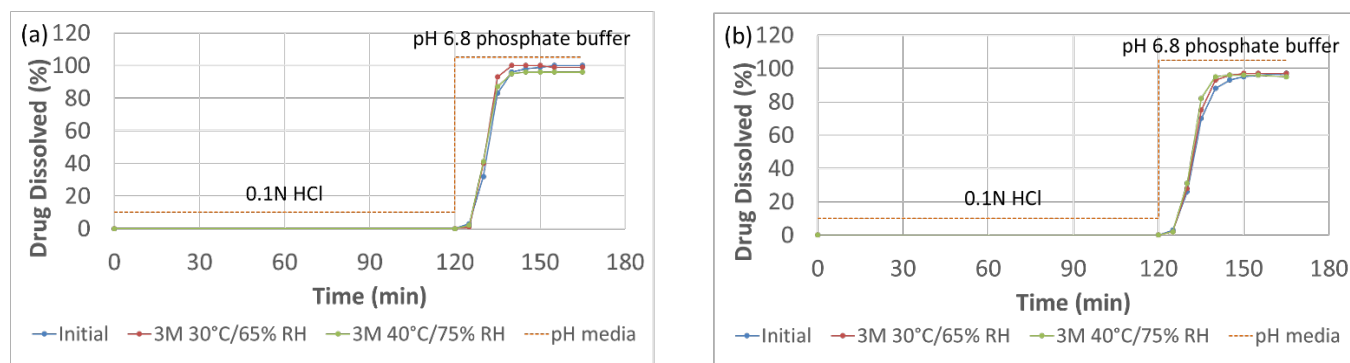 (a)
pH 6.8 phosphate buffer
120
100
80
60
40
20
0
Drug Dissolved (%)
0.1N HCl
0 30 60 90 120 150 180
Time (min)
Initial 3M 30°C/65% RH 3M 40°C/75% RH pH media
(b)
pH 6.8 phosphate buffer
120
100
80
60
40
20
0
Drug Dissolved (%)
0.1N HCl
0 30 60 90 120 150 180
Time (min)
Initial 3M 30°C/65% RH 3M 40°C/75% RH pH media